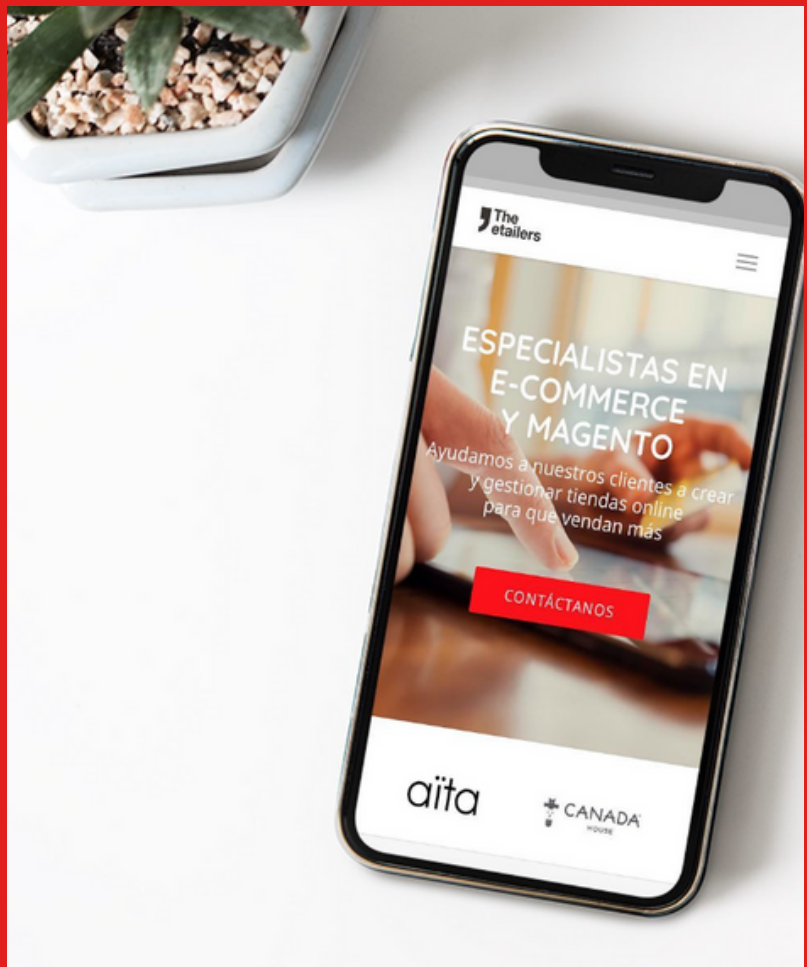 The
etailers
ESPECIALISTAS EN
E-COMMERCE
Y MAGENTO
Ayudamos a nuestros clientes a crear
y gestionar tiendas online
para que vendan más
CONTÁCTANOS
aïta
CANADA
HOUSE